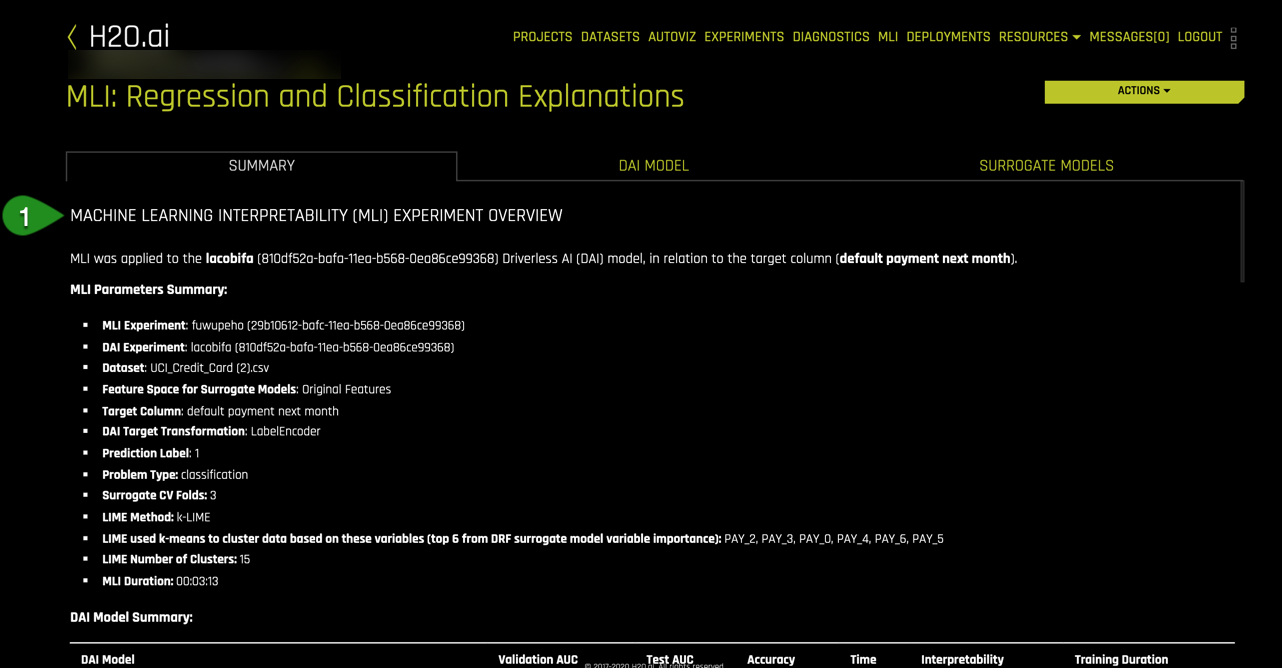 H2O.ai
PROJECTS DATASETS AUTOVIZ EXPERIMENTS DIAGNOSTICS MLI DEPLOYMENTS RESOURCES MESSAGES[0] LOGOUT
MLI: Regression and Classification Explanations
ACTIONS
SUMMARY
DAI MODEL
SURROGATE MODELS
1
MACHINE LEARNING INTERPRETABILITY (MLI) EXPERIMENT OVERVIEW
MLI was applied to the lacobifa (810df52a-bafa-11ea-b568-0ea86ce99368) Driverless AI (DAI) model, in relation to the target column (default payment next month).
MLI Parameters Summary:
MLI Experiment: fuwupeho (29b10612-bafc-11ea-b568-0ea86ce99368)
DAI Experiment: lacobifa (810df52a-bafa-11ea-b568-0ea86ce99368)
Dataset: UCI_Credit_Card (2).csv
Feature Space for Surrogate Models: Original Features
Target Column: default payment next month
DAI Target Transformation: LabelEncoder
Prediction Label: 1
Problem Type: classification
Surrogate CV Folds: 3
LIME Method: k-LIME
LIME used k-means to cluster data based on these variables (top 6 from DRF surrogate model variable importance): PAY_2, PAY_3, PAY_0, PAY_4, PAY_6, PAY_5
LIME Number of Clusters: 15
MLI Duration: 00:03:13
DAI Model Summary:
DAI Model Validation AUC Test AUC Accuracy Time Interpretability Training Duration
© 2017-2020 H2O.ai. All rights reserved.